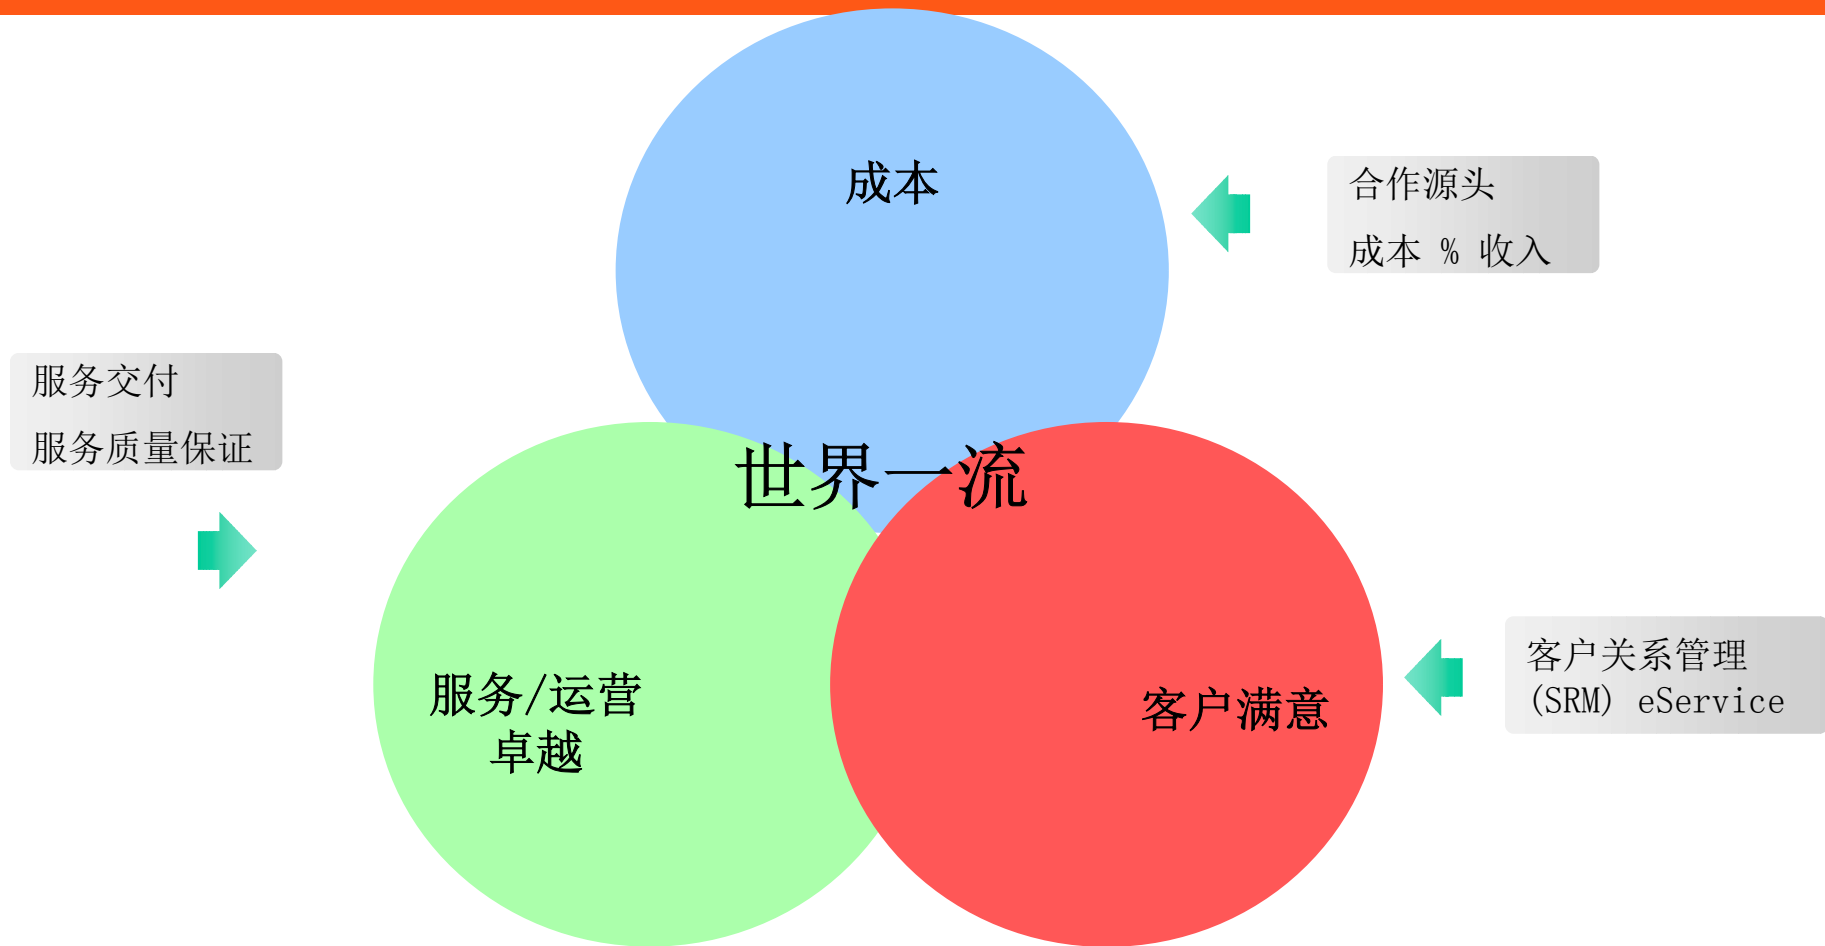 成本
合作源头
成本 % 收入
服务交付
服务质量保证
世界一流
服务/运营
卓越
客户满意
客户关系管理
(SRM) eService